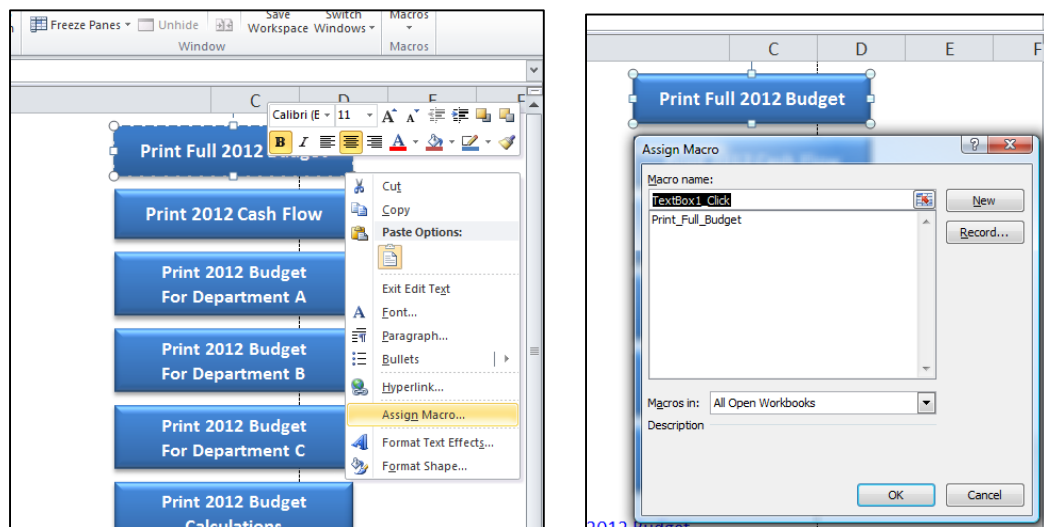 Freeze Panes
Unhide
Save Workspace
Switch Windows
Macros
Window
Macros
C D E F
Calibri (E 11 A A
B I A
Print Full 2012 Budget
Print 2012 Cash Flow
Print 2012 Budget
For Department A
Print 2012 Budget
For Department B
Print 2012 Budget
For Department C
Print 2012 Budget
Calculations
Cut
Copy
Paste Options:
Exit Edit Text
A Font...
Paragraph...
Bullets
Hyperlink...
Assign Macro...
Format Text Effects...
Format Shape...
C D E F
Print Full 2012 Budget
Assign Macro
Macro name:
TextBox1_Click
Print_Full_Budget
New
Record...
Macros in: All Open Workbooks
Description
OK Cancel
2012 Budget